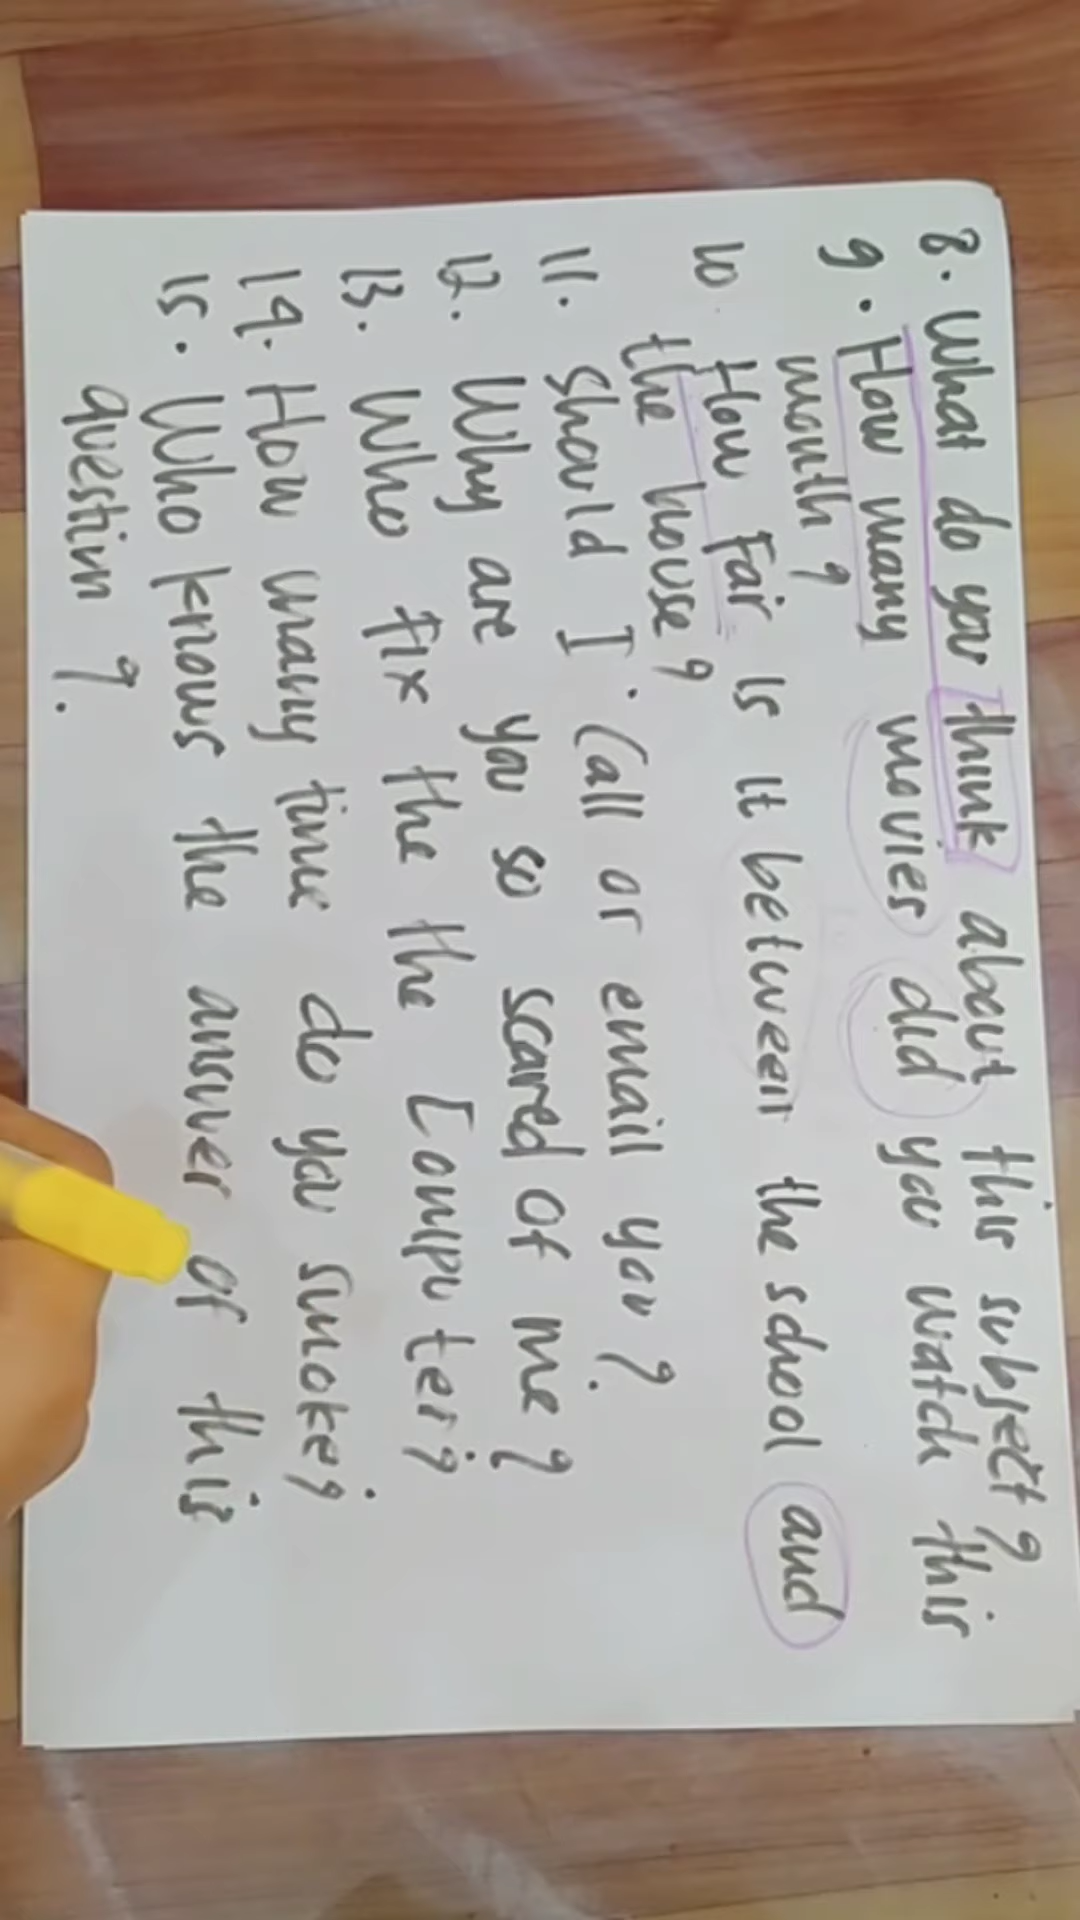 8. What do you think about this subject?
9. How many movies did you watch this
month?
10. How Far is it between the school and
the house?
11. Should I call or email you?
12. Why are you so scared of me?
13. Who fix the the Computer?
14. How many time do you smoke?
15. Who knows the answer of this
question?